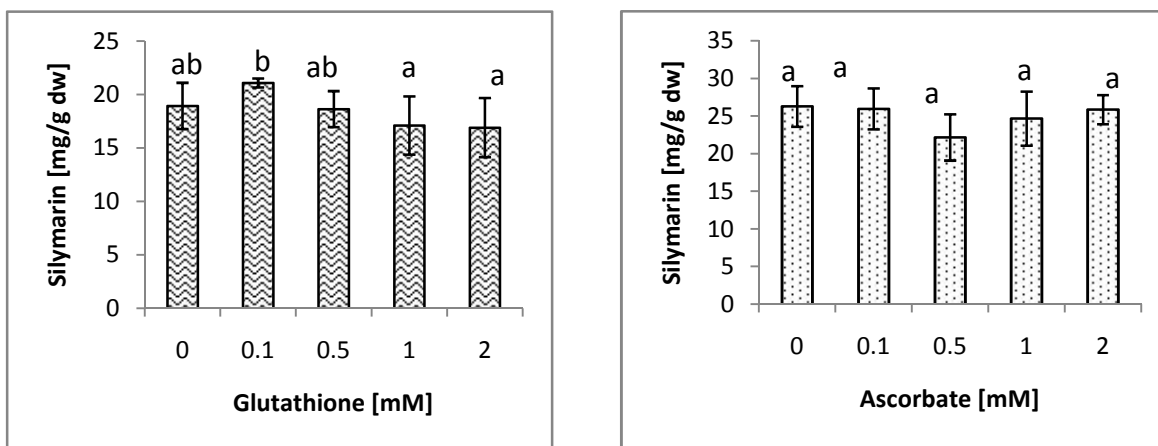 25
20
15
10
5
0
Silymarin [mg/g dw]
ab
b
ab
a
a
0 0.1 0.5 1 2
Glutathione [mM]
35
30
25
20
15
10
5
0
Silymarin [mg/g dw]
a
a
a
a
a
0 0.1 0.5 1 2
Ascorbate [mM]